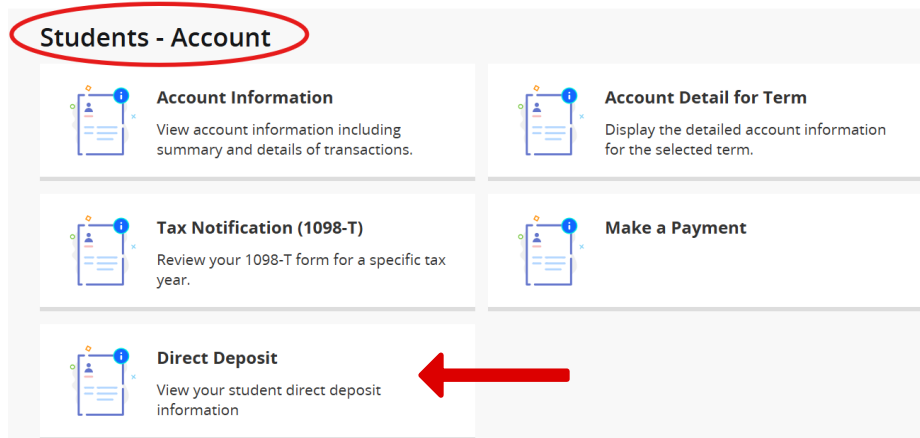 Students - Account
Account Information
View account information including
summary and details of transactions.
Account Detail for Term
Display the detailed account information
for the selected term.
Tax Notification (1098-T)
Review your 1098-T form for a specific tax
year.
Make a Payment
Direct Deposit
View your student direct deposit
information